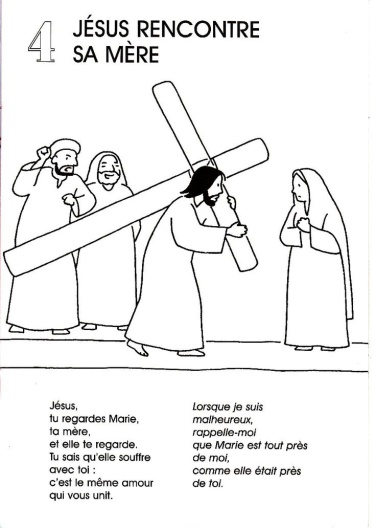 4 JÉSUS RENCONTRE
SA MÈRE
Jésus,
tu regardes Marie,
ta mère,
et elle te regarde.
Tu sais qu'elle souffre
avec toi :
c'est le même amour
qui vous unit.
Lorsque je suis
malheureux,
rappelle-moi
que Marie est tout près
de moi,
comme elle était près
de toi.